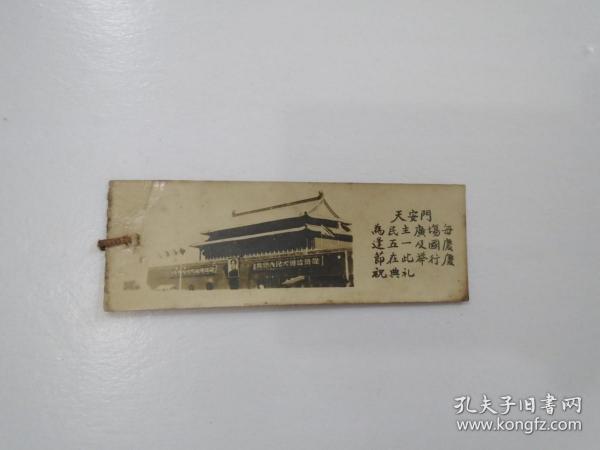 天安門
為民主廣場每
逢五一及國慶
節在此舉行慶
祝典礼
孔夫子旧书网
www.kongfz.com